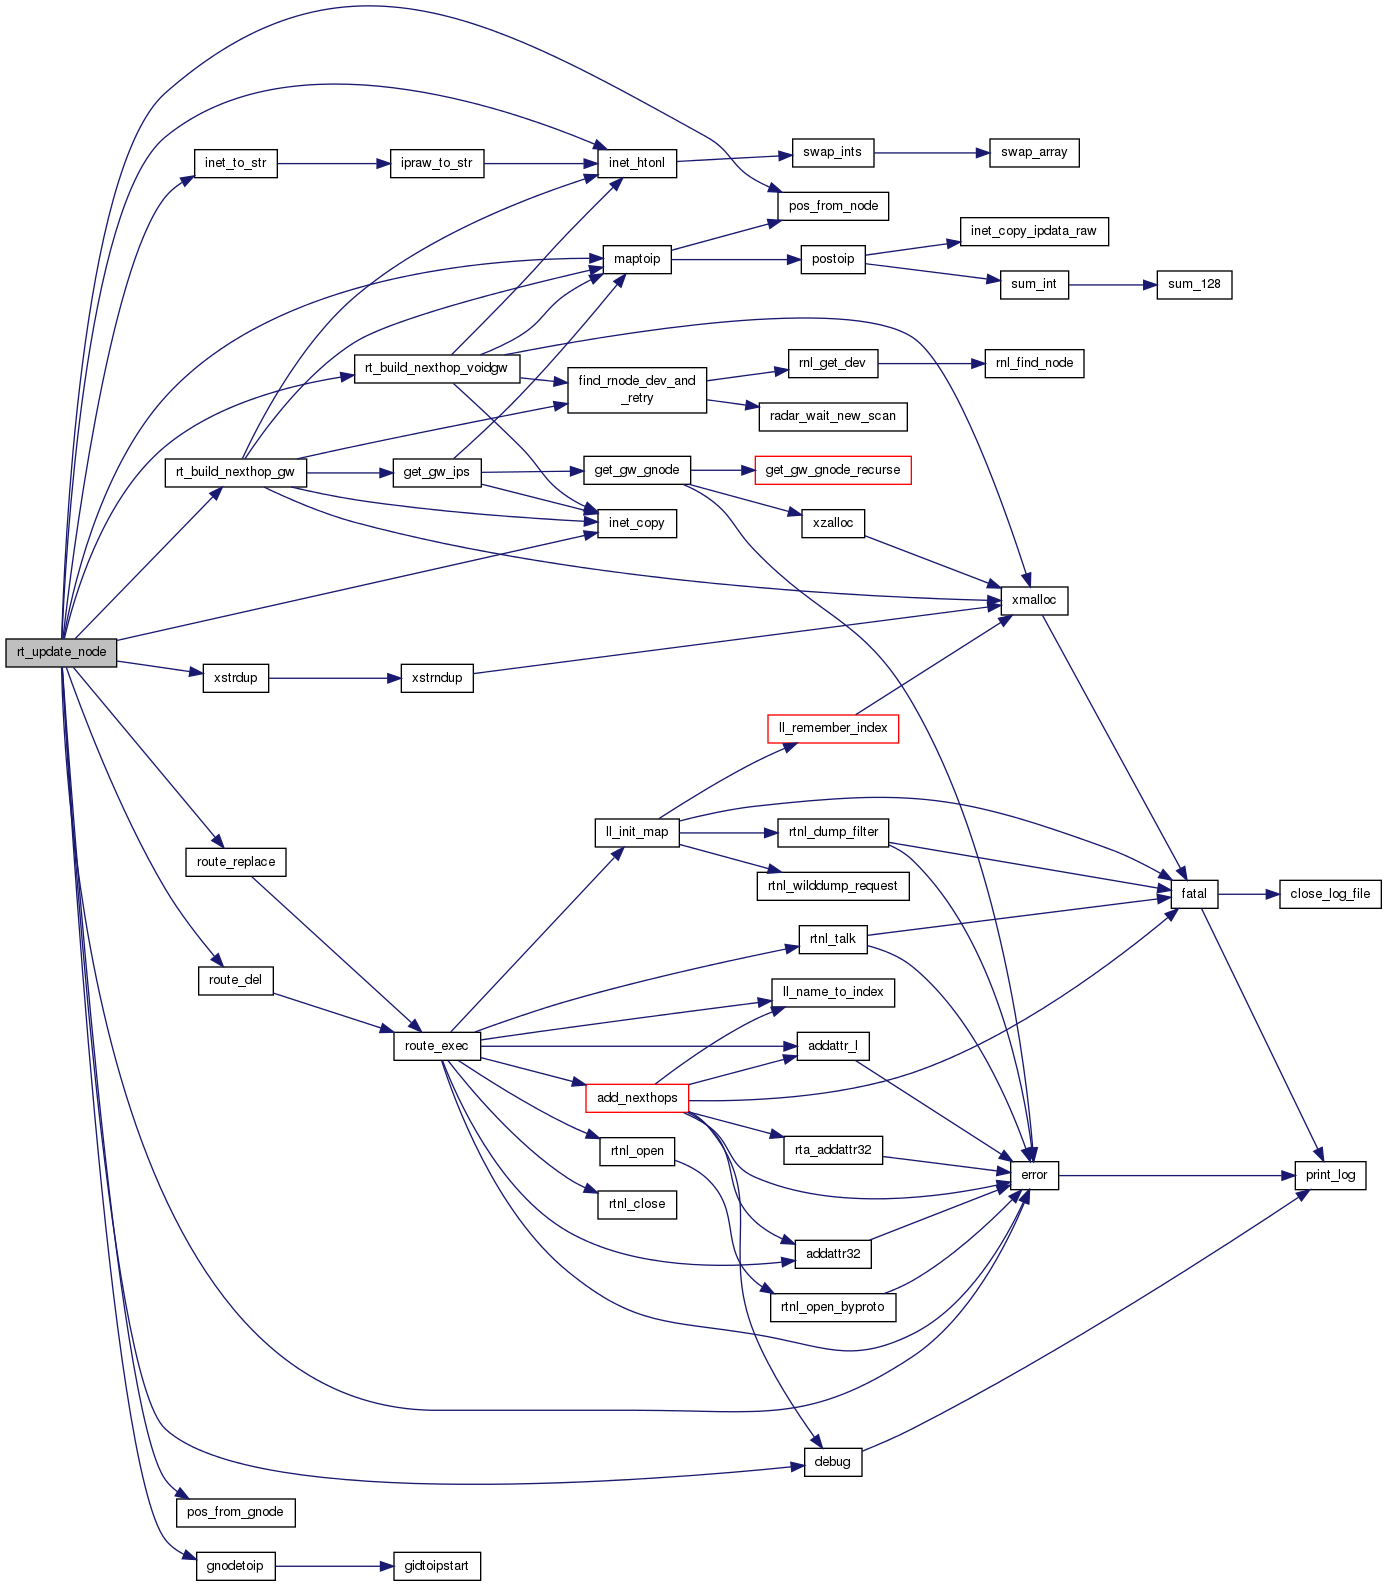 inet_to_str
ipraw_to_str
inet_htonl
swap_ints
swap_array
pos_from_node
inet_copy_ipdata_raw
maptoip
postoip
sum_int
sum_128
rt_build_nexthop_voidgw
find_rnode_dev_and
_retry
rnl_get_dev
rnl_find_node
radar_wait_new_scan
rt_build_nexthop_gw
get_gw_ips
get_gw_gnode
get_gw_gnode_recurse
inet_copy
xzalloc
xmalloc
rt_update_node
xstrdup
xstrndup
ll_remember_index
ll_init_map
rtnl_dump_filter
route_replace
rtnl_wilddump_request
fatal
close_log_file
rtnl_talk
route_del
ll_name_to_index
route_exec
addattr_l
add_nexthops
rtnl_open
rta_addattr32
error
print_log
rtnl_close
addattr32
rtnl_open_byproto
debug
pos_from_gnode
gnodetoip
gidtoipstart